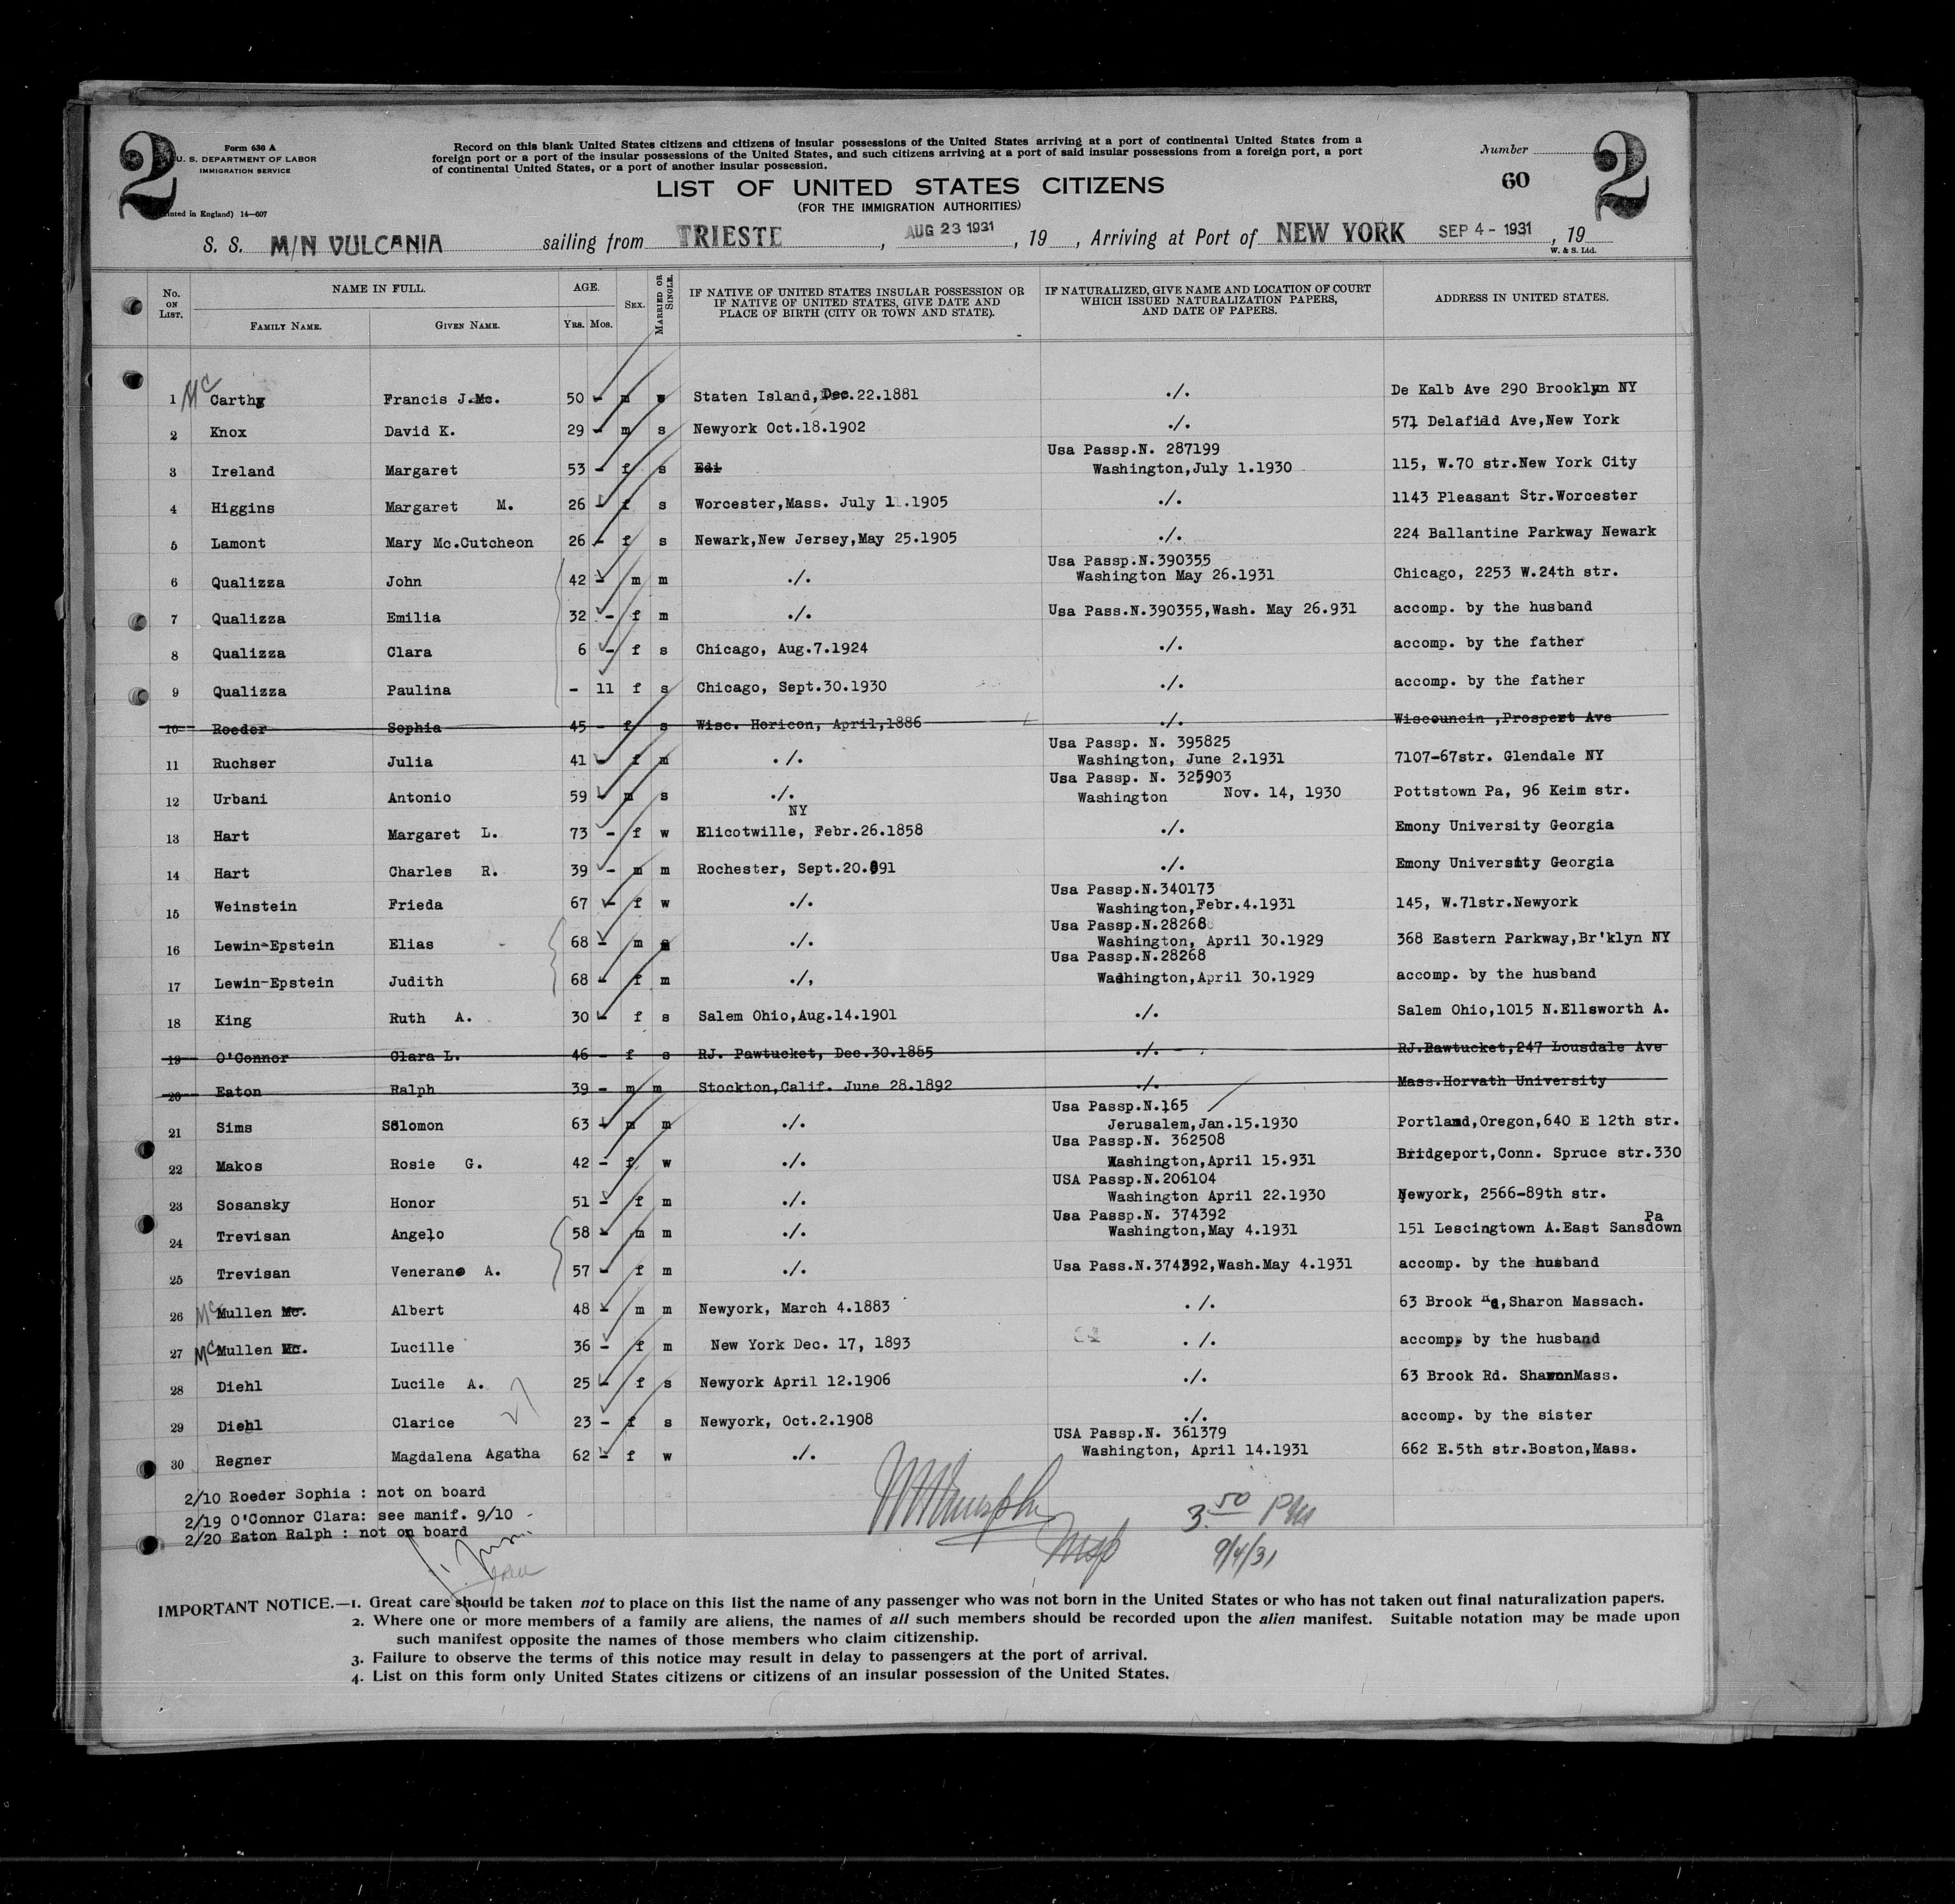 2
Form 630 A
U. S. DEPARTMENT OF LABOR
IMMIGRATION SERVICE
Printed in England) 14—607
Record on this blank United States citizens and citizens of insular possessions of the United States arriving at a port of continental United States from a
foreign port or a port of the insular possessions of the United States, and such citizens arriving at a port of said insular possessions from a foreign port, a port
of continental United States, or a port of another insular possession.
LIST OF UNITED STATES CITIZENS
(FOR THE IMMIGRATION AUTHORITIES)
Number
60
2
S. S. M/N VULCANIA sailing from TRIESTE, AUG 23 1931, 19 , Arriving at Port of NEW YORK SEP 4 - 1931, 19
W. & S. Ltd.
No. ON LIST.
NAME IN FULL.
FAMILY NAME. GIVEN NAME.
AGE.
YRS. MOS.
SEX.
MARRIED OR SINGLE.
IF NATIVE OF UNITED STATES INSULAR POSSESSION OR
IF NATIVE OF UNITED STATES, GIVE DATE AND
PLACE OF BIRTH (CITY OR TOWN AND STATE).
IF NATURALIZED, GIVE NAME AND LOCATION OF COURT
WHICH ISSUED NATURALIZATION PAPERS,
AND DATE OF PAPERS.
ADDRESS IN UNITED STATES.
1 Mc Carthy Francis J.Mc. 50 - m s Staten Island,Dec.22.1881 ./. De Kalb Ave 290 Brooklyn NY
2 Knox David K. 29 - m s Newyork Oct.18.1902 ./. 571 Delafild Ave,New York
Usa Passp.N. 287199
3 Ireland Margaret 53 - f s Edi Washington,July 1.1930 115, W.70 str.New York City
4 Higgins Margaret M. 26 - f s Worcester,Mass. July 1.1905 ./. 1143 Pleasant Str.Worcester
5 Lamont Mary Mc.Cutcheon 26 - f s Newark,New Jersey,May 25.1905 ./. 224 Ballantine Parkway Newark
Usa Passp.N.390355
6 Qualizza John 42 - m m ./. Washington May 26.1931 Chicago, 2253 W.24th str.
7 Qualizza Emilia 32 - f m ./. Usa Pass.N.390355,Wash. May 26.931 accomp. by the husband
8 Qualizza Clara 6 - f s Chicago, Aug.7.1924 ./. accomp. by the father
9 Qualizza Paulina - 11 f s Chicago, Sept.30.1930 ./. accomp. by the father
10 Roeder Sophia 45 - f s Wisc. Horicon, April,1886 ./. Wiscouncin ,Prospert Ave
Usa Passp. N. 395825
11 Ruchser Julia 41 - f m ./. Washington, June 2.1931 7107-67str. Glendale NY
Usa Passp. N. 325903
12 Urbani Antonio 59 - m s ./. Washington Nov. 14, 1930 Pottstown Pa, 96 Keim str.
NY
13 Hart Margaret L. 73 - f w Elicotwille, Febr.26.1858 ./. Emony University Georgia
14 Hart Charles R. 39 - m m Rochester, Sept.20.891 ./. Emony University Georgia
Usa Passp.N.340173
15 Weinstein Frieda 67 - f w ./. Washington,Febr.4.1931 145, W.71str.Newyork
Usa Passp.N.28268
16 Lewin-Epstein Elias 68 - m ./. Washington, April 30.1929 368 Eastern Parkway,Br'klyn NY
Usa Passp.N.28268
17 Lewin-Epstein Judith 68 - f m ./, Washington,April 30.1929 accomp. by the husband
18 King Ruth A. 30 - f s Salem Ohio,Aug.14.1901 ./. Salem Ohio,1015 N.Ellsworth A.
19 O'Connor Clara L. 46 - f s RJ. Pawtucket, Dec.30.1885 ./. RJ.Pawtucket,247 Lousdale Ave
20 Eaton Ralph 39 - m m Stockton,Calif. June 28.1892 ./. Mass.Horvath University
Usa Passp.N.165
21 Sims Solomon 63 - m m ./. Jerusalem,Jan.15.1930 Portland,Oregon,640 E 12th str.
Usa Passp.N. 362508
22 Makos Rosie G. 42 - f w ./. Washington,April 15.931 Bridgeport,Conn. Spruce str.330
USA Passp.N.206104
23 Sosansky Honor 51 - f m ./. Washington April 22.1930 Newyork, 2566-89th str.
Usa Passp.N. 374392 Pa
24 Trevisan Angelo 58 - m m ./. Washington,May 4.1931 151 Lescingtown A.East Sansdown
25 Trevisan Venerano A. 57 - f m ./. Usa Pass.N.374392,Wash.May 4.1931 accomp. by the husband
26 Mc Mullen Mc. Albert 48 - m m Newyork, March 4.1883 ./. 63 Brook Rd,Sharon Massach.
27 Mc Mullen Mc. Lucille 36 - f m New York Dec. 17, 1893 ./. accomp. by the husband
28 Diehl Lucile A. 25 - f s Newyork April 12.1906 ./. 63 Brook Rd. SharonMass.
29 Diehl Clarice 23 - f s Newyork, Oct.2.1908 ./. accomp. by the sister
USA Passp.N. 361379
30 Regner Magdalena Agatha 62 - f w ./. Washington, April 14.1931 662 E.5th str.Boston,Mass.
2/10 Roeder Sophia : not on board
2/19 O'Connor Clara: see manif. 9/10 -
2/20 Eaton Ralph : not on board
3.50 PM
9/4/31
IMPORTANT NOTICE.—1. Great care should be taken not to place on this list the name of any passenger who was not born in the United States or who has not taken out final naturalization papers.
2. Where one or more members of a family are aliens, the names of all such members should be recorded upon the alien manifest. Suitable notation may be made upon
such manifest opposite the names of those members who claim citizenship.
3. Failure to observe the terms of this notice may result in delay to passengers at the port of arrival.
4. List on this form only United States citizens or citizens of an insular possession of the United States.